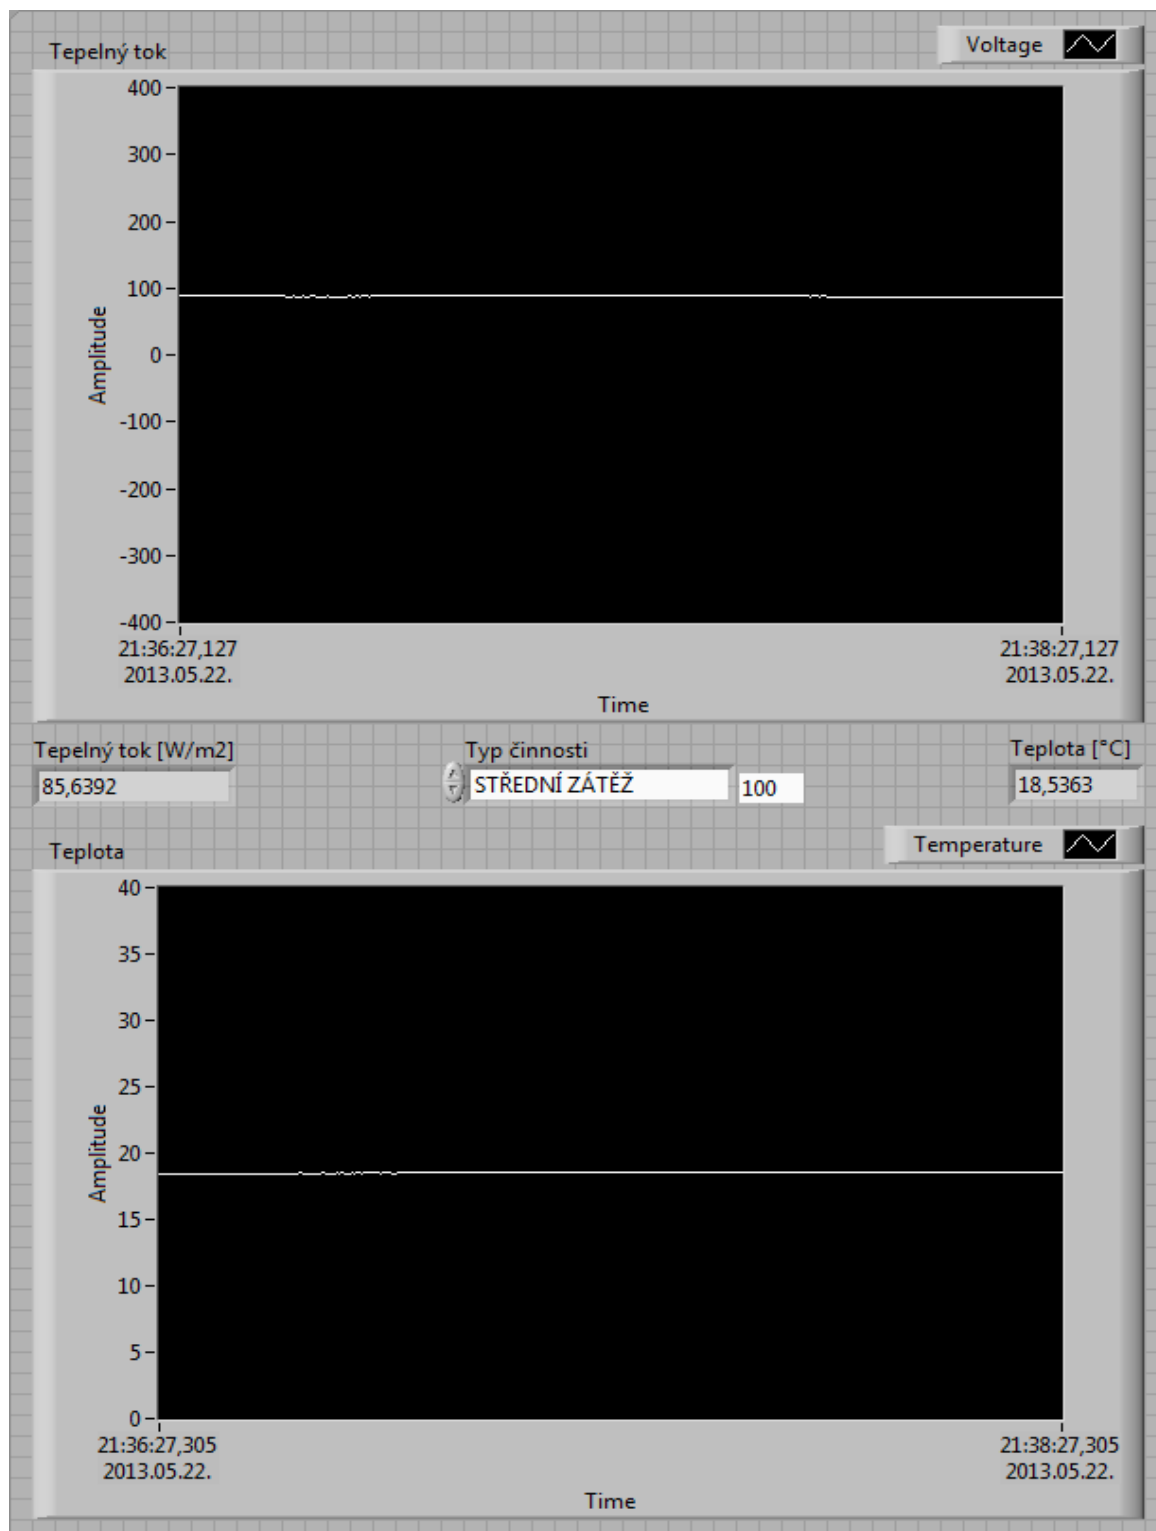 Tepelný tok
Voltage
400
300
200
100
0
-100
-200
-300
-400
Amplitude
21:36:27,127
2013.05.22.
21:38:27,127
2013.05.22.
Time
Tepelný tok [W/m2]
85,6392
Typ činnosti
STŘEDNÍ ZÁTĚŽ
100
Teplota [°C]
18,5363
Teplota
Temperature
40
35
30
25
20
15
10
5
0
Amplitude
21:36:27,305
2013.05.22.
21:38:27,305
2013.05.22.
Time